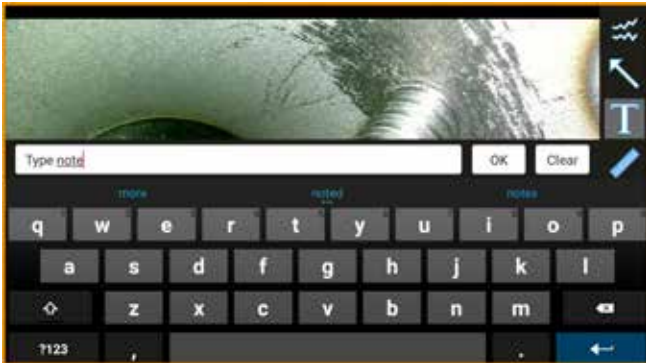 T
Type note
OK Clear
more noted notes
q w e r t y u i o p
a s d f g h j k l
z x c v b n m
?123 , .